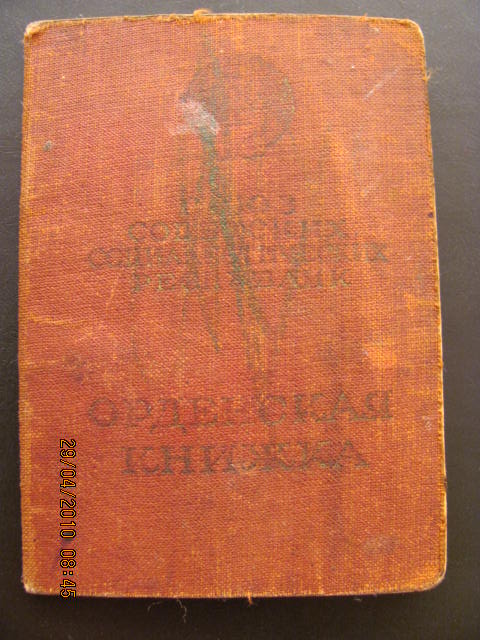 СОЮЗ
СОВЕТСКИХ
СОЦИАЛИСТИЧЕСКИХ
РЕСПУБЛИК
ОРДЕНСКАЯ
КНИЖКА
29/04/2010 08:45